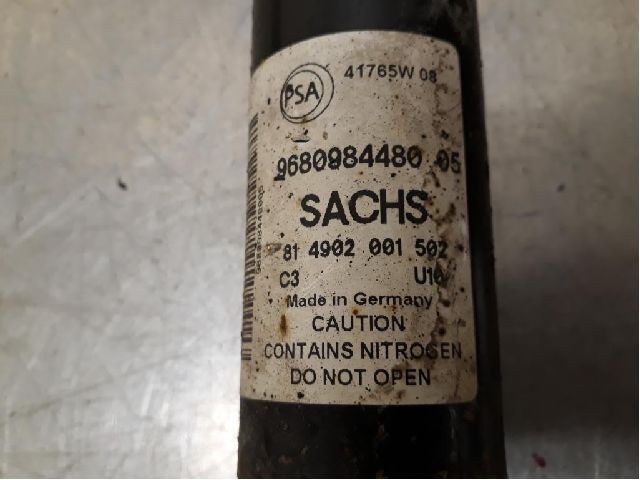 PSA
41765W 08
9680984480 05
SACHS
81 4902 001 502
C3 U10
Made in Germany
CAUTION
CONTAINS NITROGEN
DO NOT OPEN